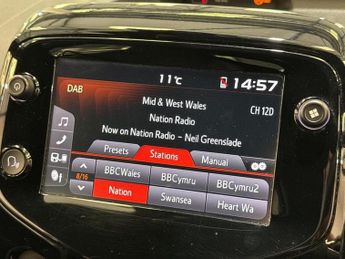 11°C
14:57
DAB
Mid & West Wales
CH 12D
Nation Radio
Now on Nation Radio – Neil Greenslade
Presets
Stations
Manual
8/16
BBCWales
BBCymru
BBCymru2
Nation
Swansea
Heart Wa